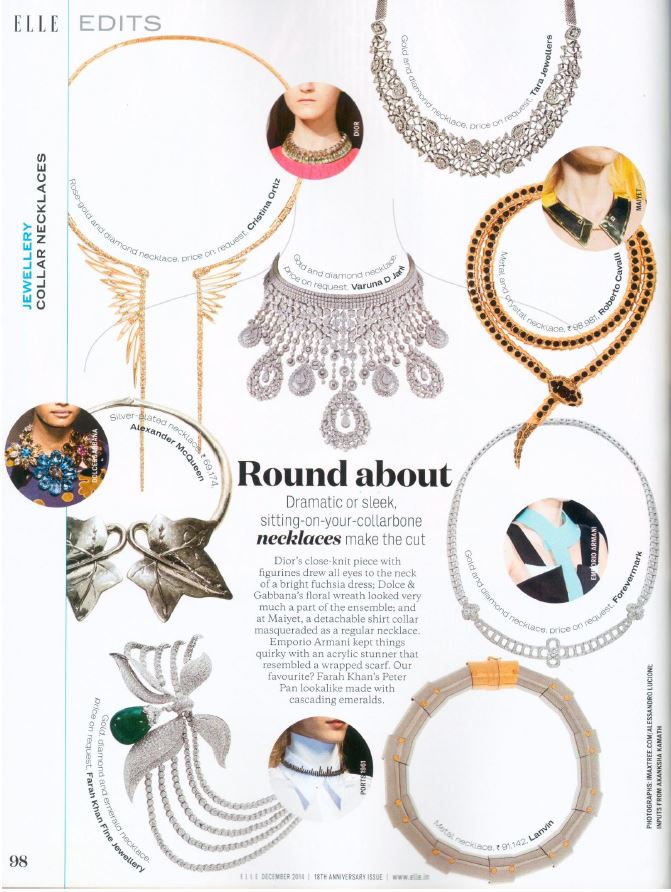 ELLE EDITS
JEWELLERY
COLLAR NECKLACES
Gold and diamond necklace, price on request, Tara Jewellers
DIOR
MAIYET
Rose-gold and diamond necklace, price on request, Cristina Ortiz
Gold and diamond necklace,
price on request, Varuna D Jani
Metal and crystal necklace, ₹98,981, Roberto Cavalli
DOLCE & GABBANA
Silver-plated necklace, ₹69,174,
Alexander McQueen
Round about
Dramatic or sleek,
sitting-on-your-collarbone
necklaces make the cut
Dior's close-knit piece with
figurines drew all eyes to the neck
of a bright fuchsia dress; Dolce &
Gabbana's floral wreath looked very
much a part of the ensemble; and
at Maiyet, a detachable shirt collar
masqueraded as a regular necklace.
Emporio Armani kept things
quirky with an acrylic stunner that
resembled a wrapped scarf. Our
favourite? Farah Khan's Peter
Pan lookalike made with
cascading emeralds.
EMPORIO ARMANI
Gold and diamond necklace, price on request, Forevermark
Gold, diamond and emerald necklace,
price on request, Farah Khan Fine Jewellery
PORTS 1961
Metal necklace, ₹91,142, Lanvin
PHOTOGRAPHS: IMAXTREE.COM/ALESSANDRO LUCIONI;
INPUTS FROM AKANKSHA KAMATH
98
ELLE DECEMBER 2014 | 18TH ANNIVERSARY ISSUE | www.elle.in